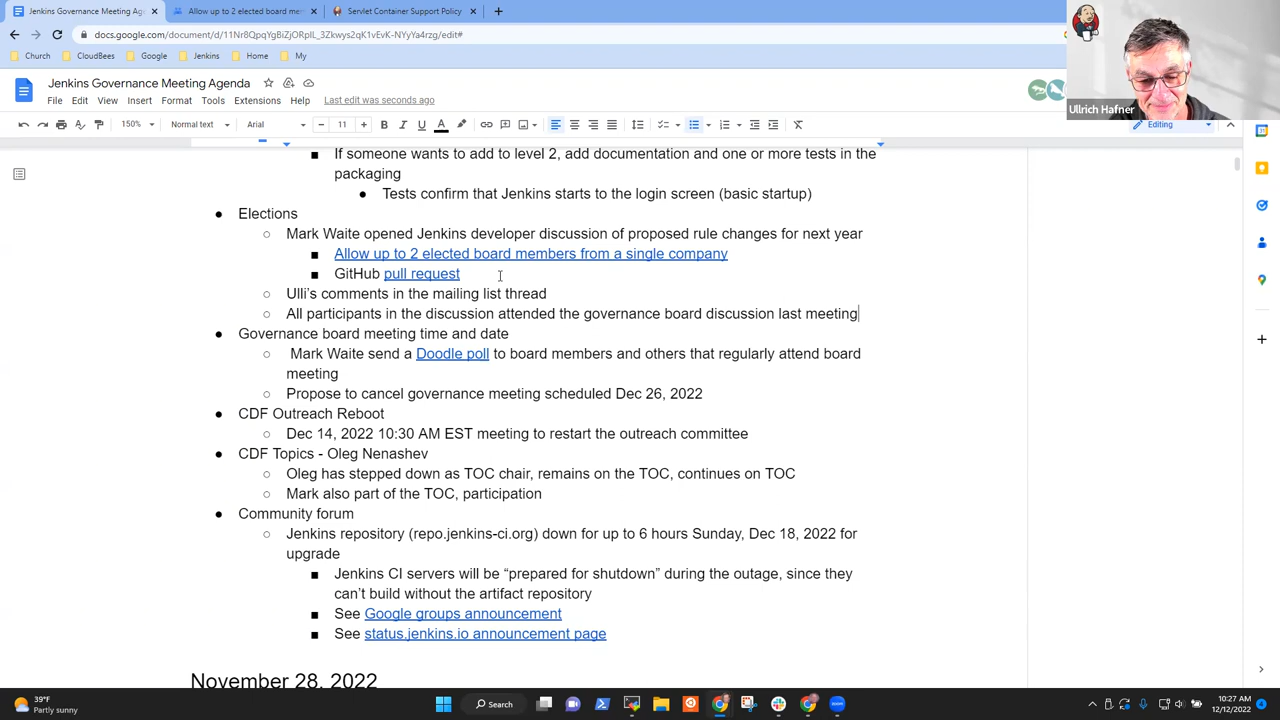 Jenkins Governance Meeting Agenda
Allow up to 2 elected board mem
Servlet Container Support Policy
docs.google.com/document/d/11Nr8QpqYgBiZjORpIL_3Zkwys2qK1vEvK-NYyYa4rzg/edit#
Church
CloudBees
Google
Jenkins
Home
My
Jenkins Governance Meeting Agenda
File Edit View Insert Format Tools Extensions Help Last edit was seconds ago
Ullrich Hafner
150% Normal text Arial 11 Editing
If someone wants to add to level 2, add documentation and one or more tests in the
packaging
Tests confirm that Jenkins starts to the login screen (basic startup)
Elections
Mark Waite opened Jenkins developer discussion of proposed rule changes for next year
Allow up to 2 elected board members from a single company
GitHub pull request
Ulli’s comments in the mailing list thread
All participants in the discussion attended the governance board discussion last meeting
Governance board meeting time and date
Mark Waite send a Doodle poll to board members and others that regularly attend board
meeting
Propose to cancel governance meeting scheduled Dec 26, 2022
CDF Outreach Reboot
Dec 14, 2022 10:30 AM EST meeting to restart the outreach committee
CDF Topics - Oleg Nenashev
Oleg has stepped down as TOC chair, remains on the TOC, continues on TOC
Mark also part of the TOC, participation
Community forum
Jenkins repository (repo.jenkins-ci.org) down for up to 6 hours Sunday, Dec 18, 2022 for
upgrade
Jenkins CI servers will be “prepared for shutdown” during the outage, since they
can’t build without the artifact repository
See Google groups announcement
See status.jenkins.io announcement page
November 28, 2022
39°F
Partly sunny
Search
10:27 AM
12/12/2022